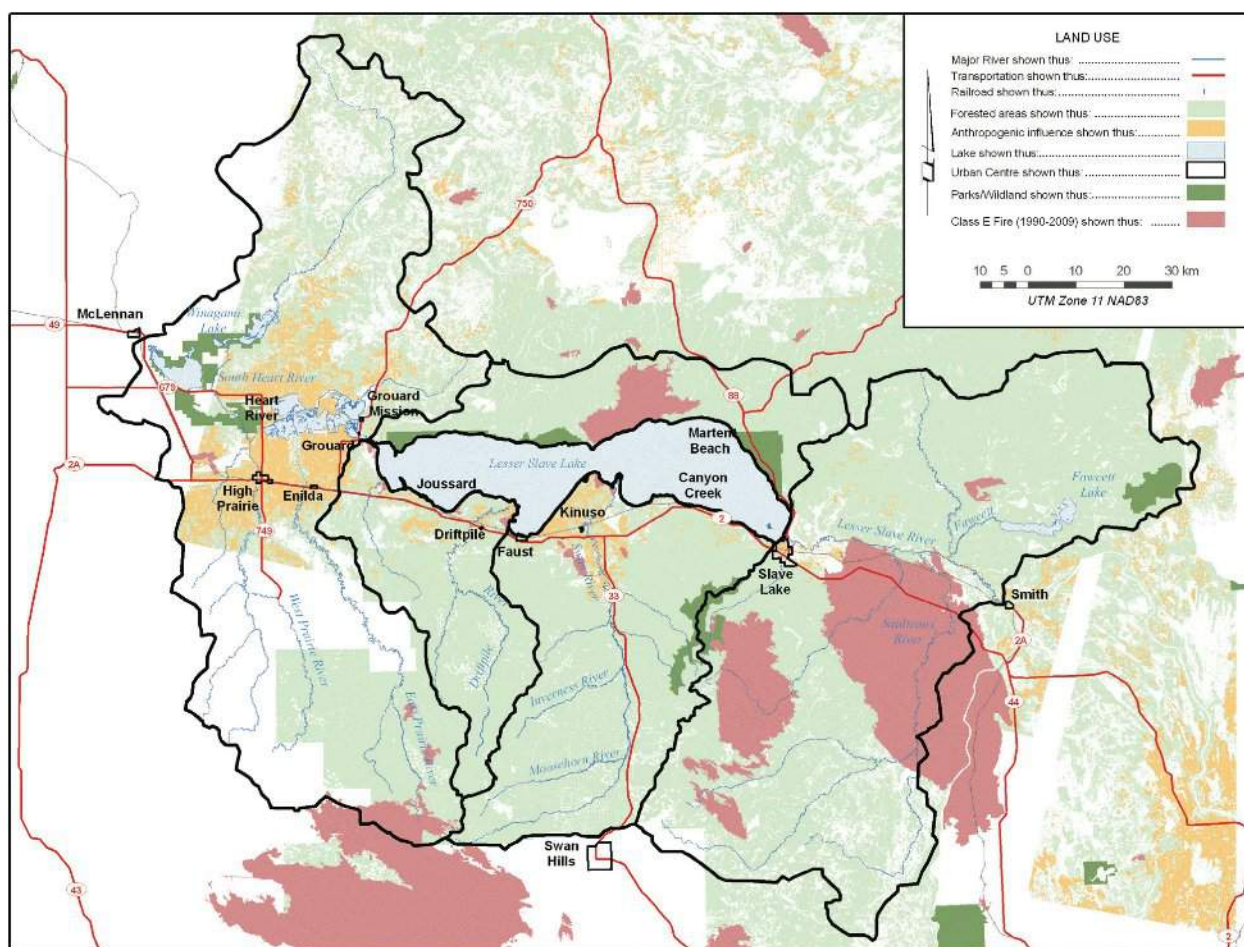 LAND USE
Major River shown thus:
Transportation shown thus:
Railroad shown thus:
Forested areas shown thus:
Anthropogenic influence shown thus:
Lake shown thus:
Urban Centre shown thus:
Parks/Wildland shown thus:
Class E Fire (1990-2009) shown thus:
10 5 0 10 20 30 km
UTM Zone 11 NAD83
750
McLennan
49
Winagami
Lake
South Heart River
679
Heart
River
Grouard
Mission
88
Grouard
Marten
Beach
2A
Lesser Slave Lake
High
Prairie
Enilda
Joussard
Canyon
Creek
Fawcett
Lake
Kinuso
2
749
Driftpile
Faust
Lesser Slave River
Fawcett
Slave
Lake
Smith
33
2A
West Prairie River
Driftpile
River
Swan River
Saulteaux
River
Inverness River
East Prairie River
44
Moosehorn River
Swan
Hills
43
2